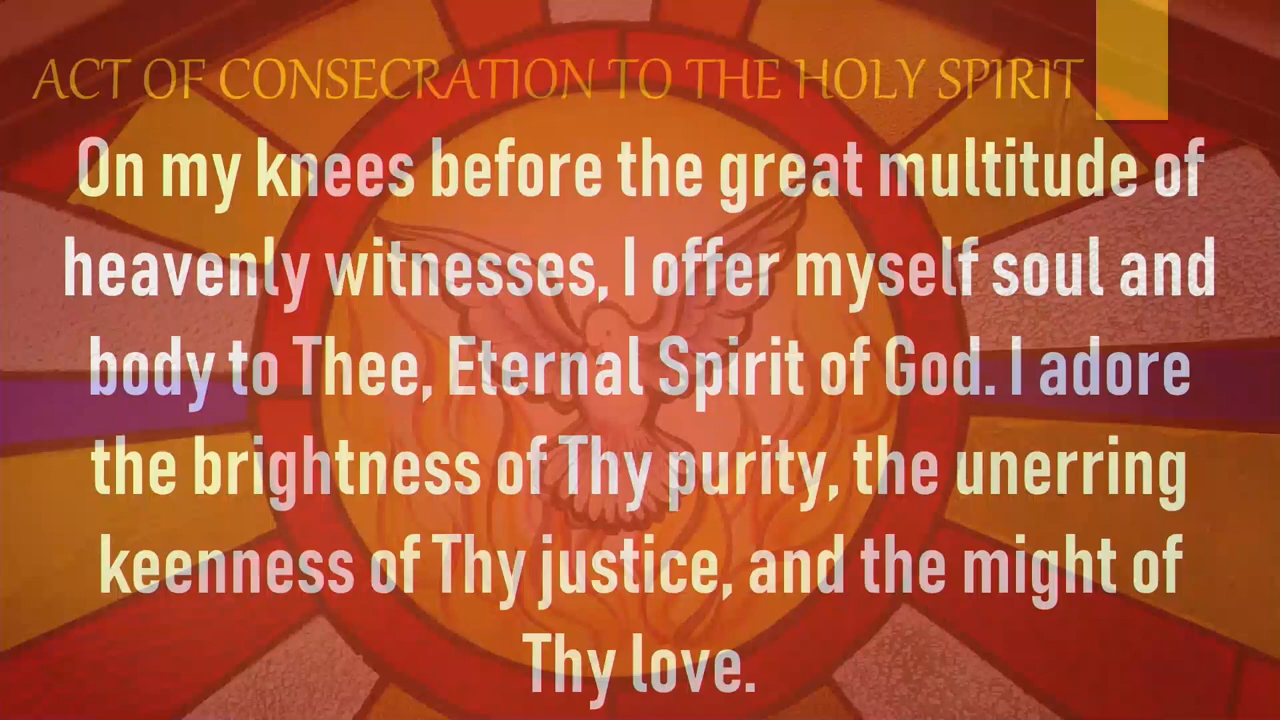 ACT OF CONSECRATION TO THE HOLY SPIRIT
On my knees before the great multitude of
heavenly witnesses, I offer myself soul and
body to Thee, Eternal Spirit of God. I adore
the brightness of Thy purity, the unerring
keenness of Thy justice, and the might of
Thy love.